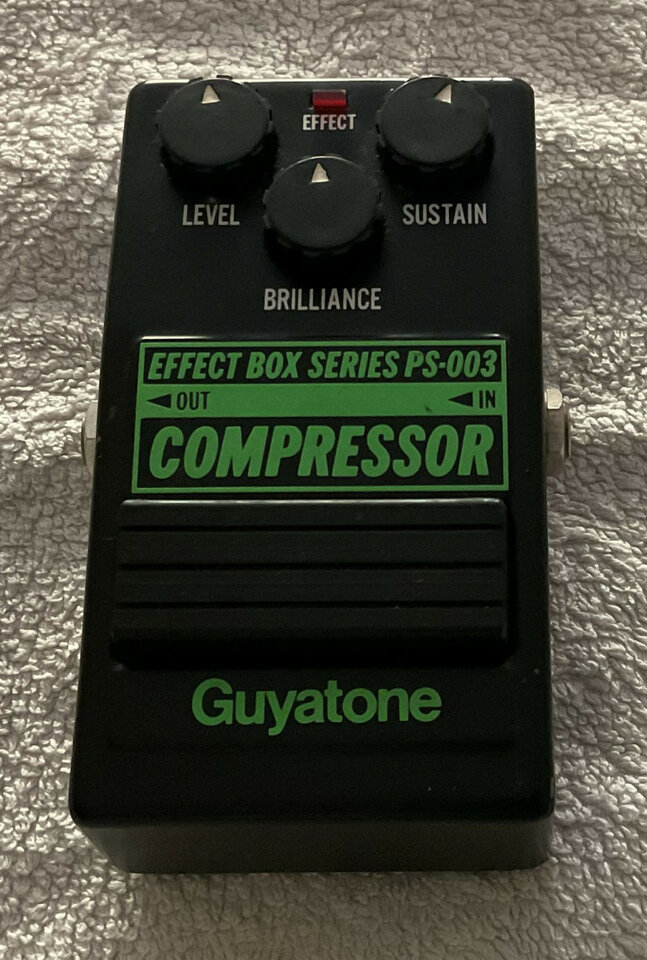 EFFECT
LEVEL
SUSTAIN
BRILLIANCE
EFFECT BOX SERIES PS-003
◄OUT ◄IN
COMPRESSOR
Guyatone